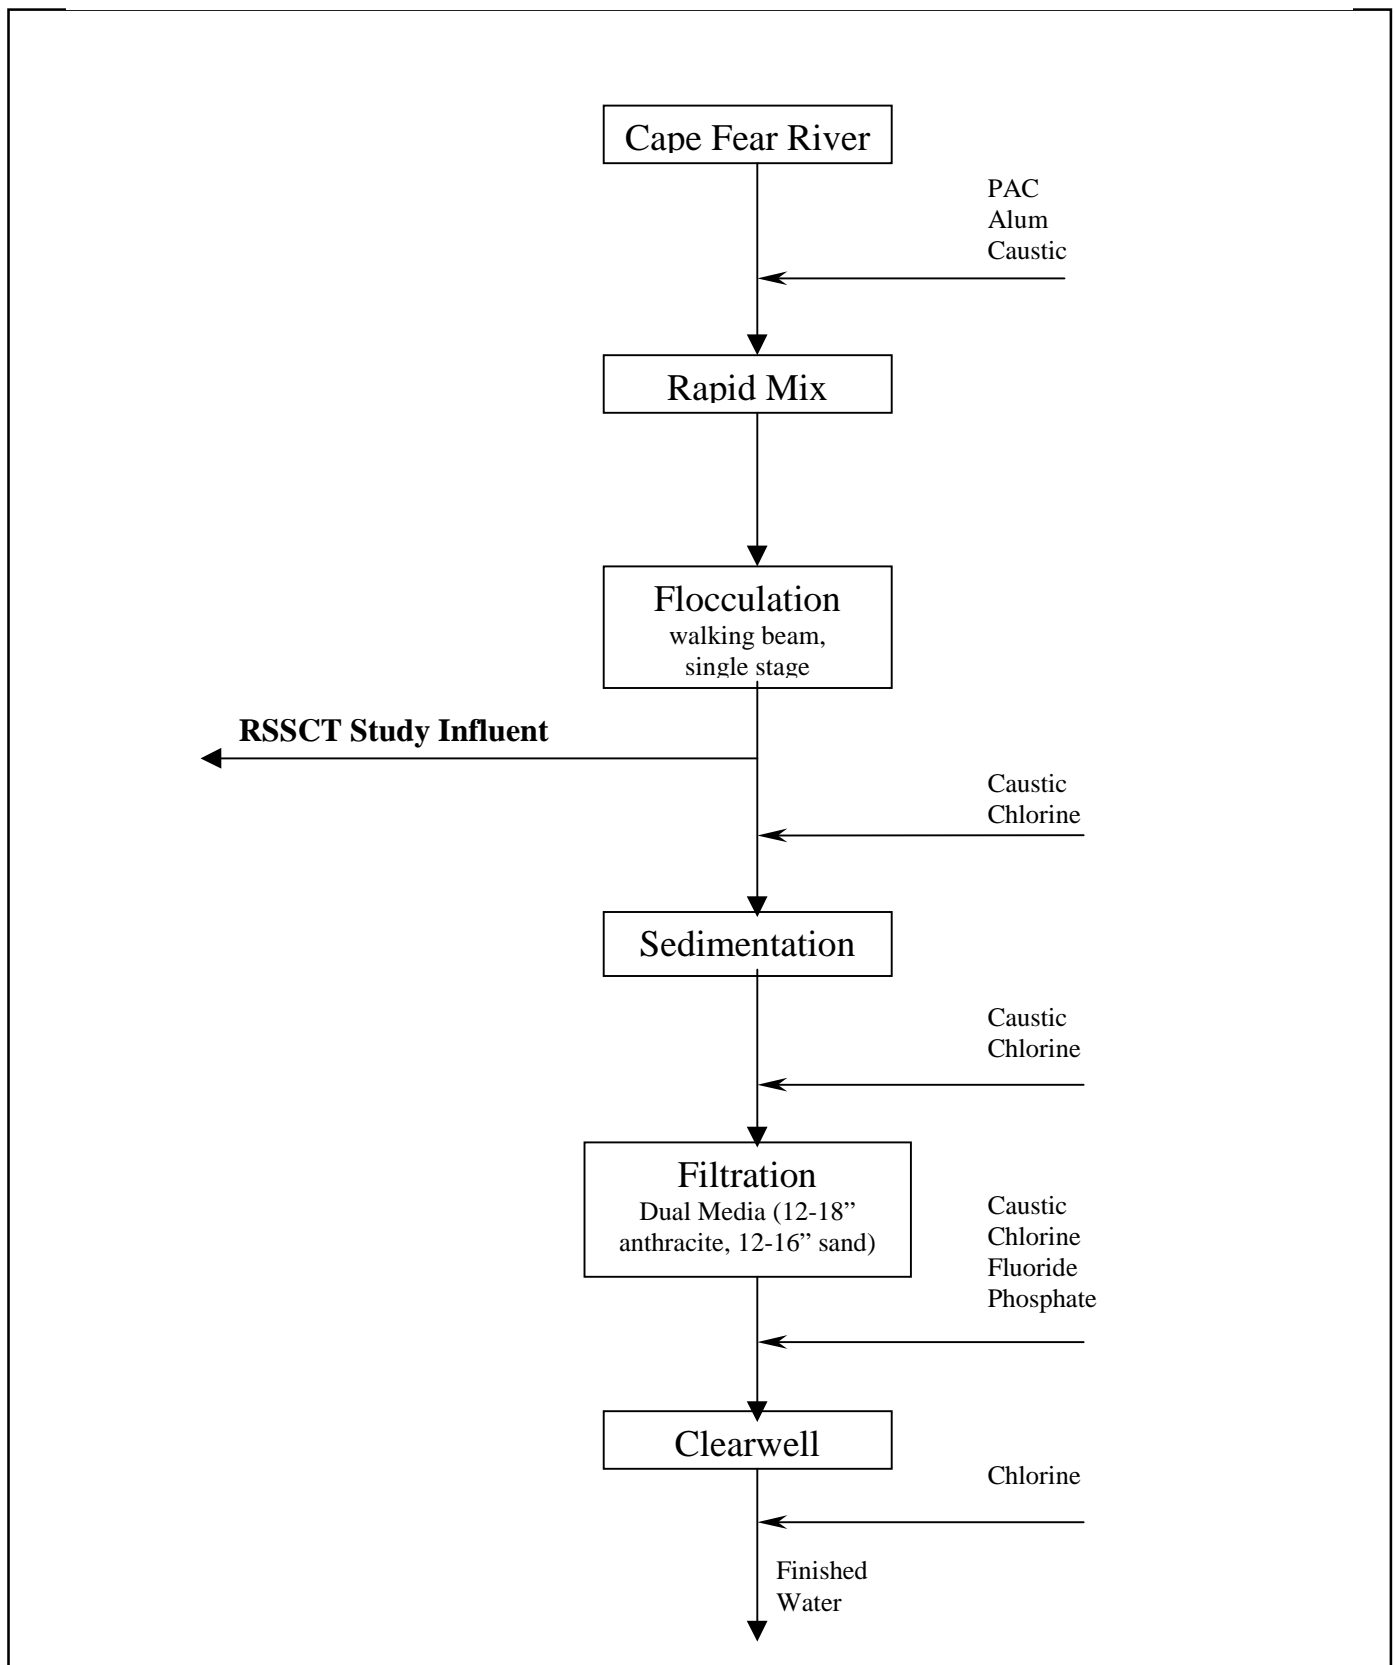 Cape Fear River
PAC
Alum
Caustic
Rapid Mix
Flocculation
walking beam,
single stage
RSSCT Study Influent
Caustic
Chlorine
Sedimentation
Caustic
Chlorine
Filtration
Dual Media (12-18”
anthracite, 12-16” sand)
Caustic
Chlorine
Fluoride
Phosphate
Clearwell
Chlorine
Finished
Water